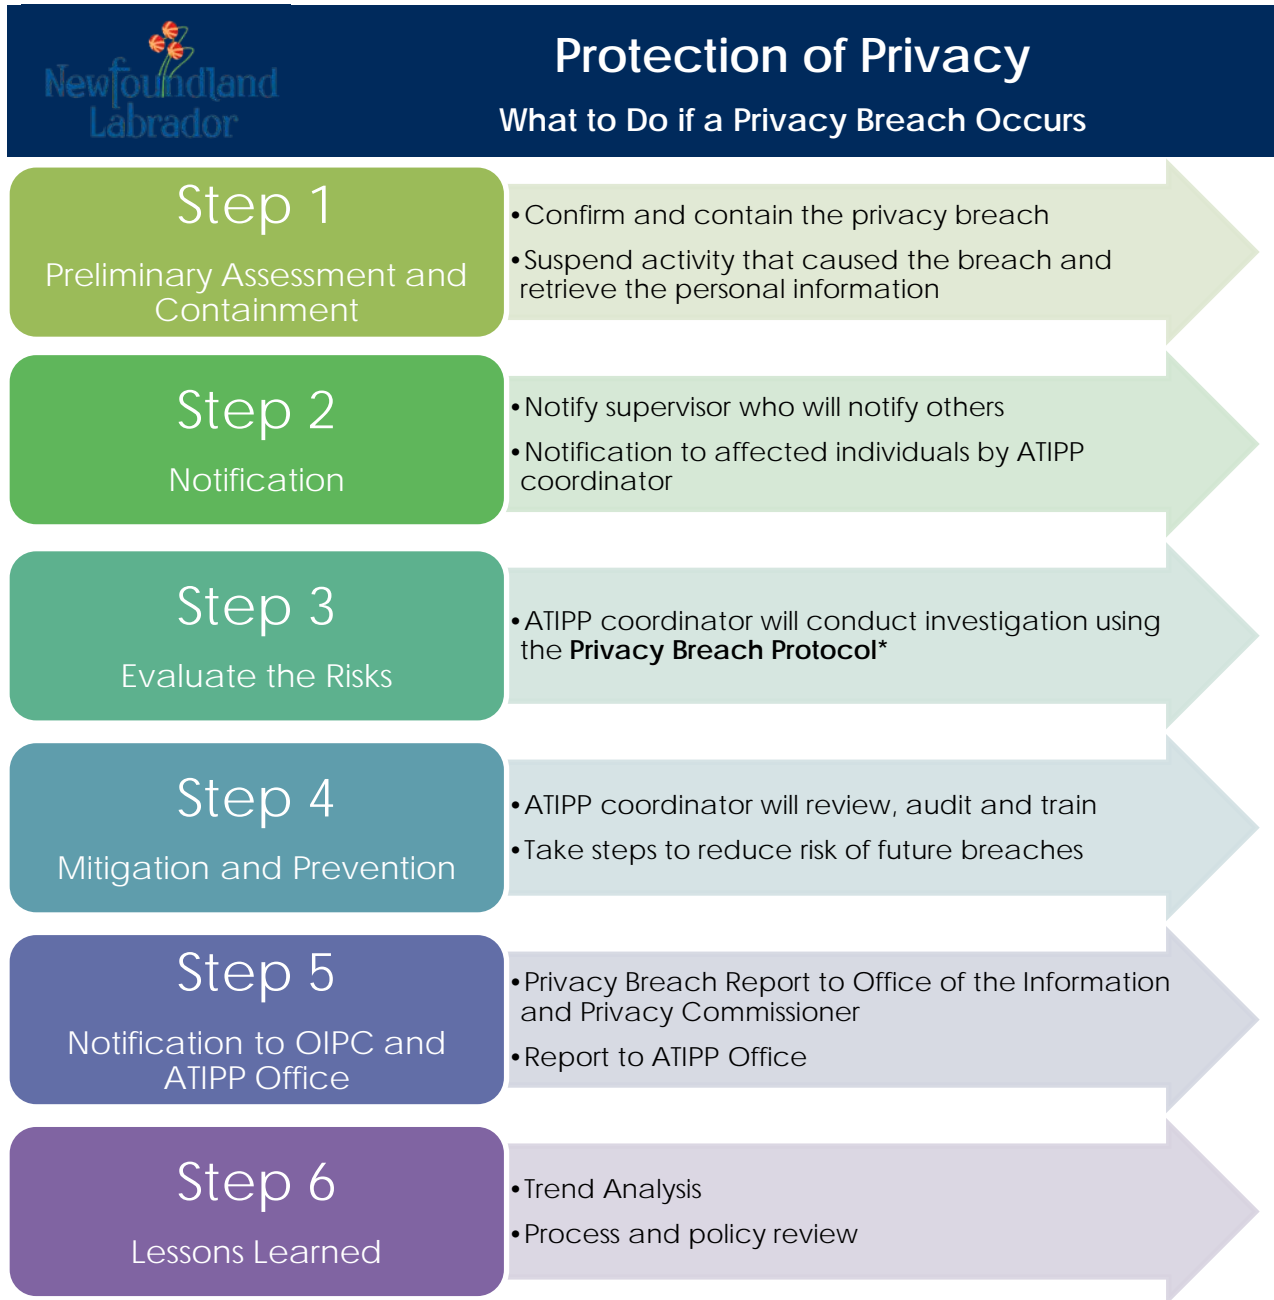 Newfoundland
Labrador
Protection of Privacy
What to Do if a Privacy Breach Occurs
Step 1
Preliminary Assessment and
Containment
•Confirm and contain the privacy breach
•Suspend activity that caused the breach and
retrieve the personal information
Step 2
Notification
•Notify supervisor who will notify others
•Notification to affected individuals by ATIPP
coordinator
Step 3
Evaluate the Risks
•ATIPP coordinator will conduct investigation using
the Privacy Breach Protocol*
Step 4
Mitigation and Prevention
•ATIPP coordinator will review, audit and train
•Take steps to reduce risk of future breaches
Step 5
Notification to OIPC and
ATIPP Office
•Privacy Breach Report to Office of the Information
and Privacy Commissioner
•Report to ATIPP Office
Step 6
Lessons Learned
•Trend Analysis
•Process and policy review